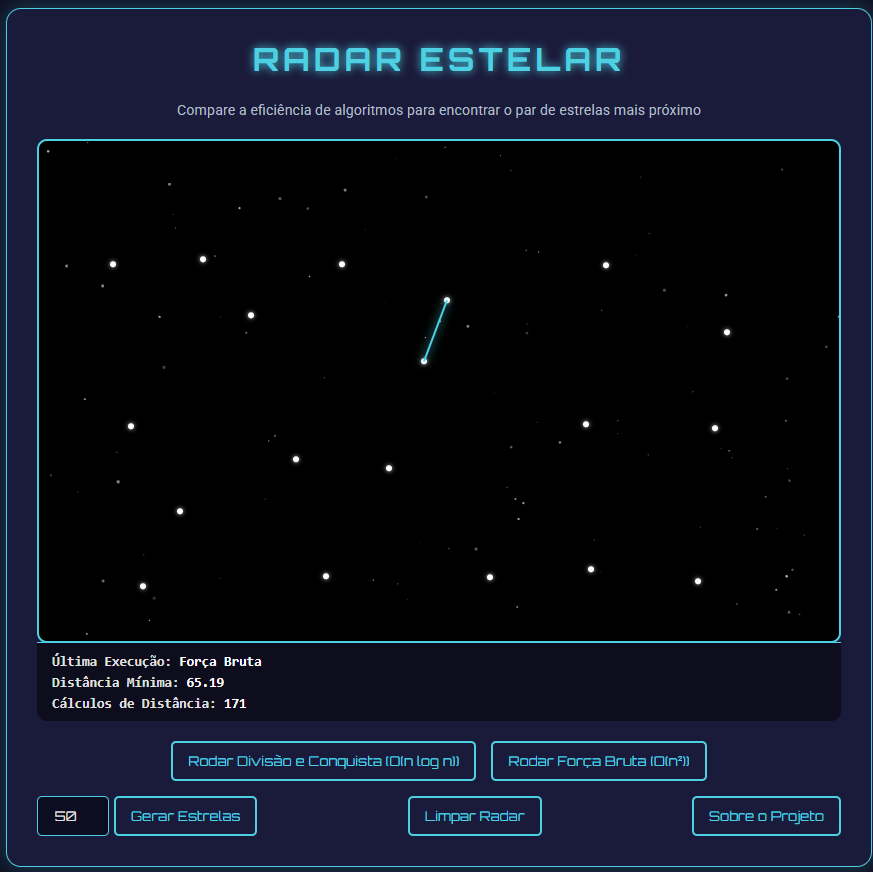 RADAR ESTELAR
Compare a eficiência de algoritmos para encontrar o par de estrelas mais próximo
Última Execução: Força Bruta
Distância Mínima: 65.19
Cálculos de Distância: 171
Rodar Divisão e Conquista (O(n log n)) Rodar Força Bruta (O(n²))
50 Gerar Estrelas Limpar Radar Sobre o Projeto